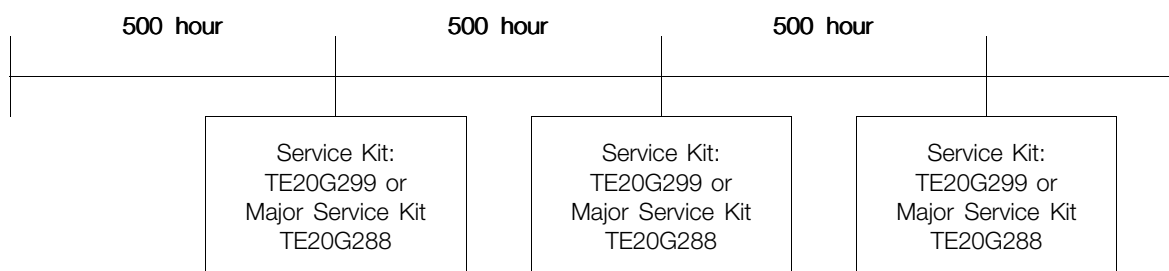 500 hour 500 hour 500 hour
Service Kit:
TE20G299 or
Major Service Kit
TE20G288
Service Kit:
TE20G299 or
Major Service Kit
TE20G288
Service Kit:
TE20G299 or
Major Service Kit
TE20G288